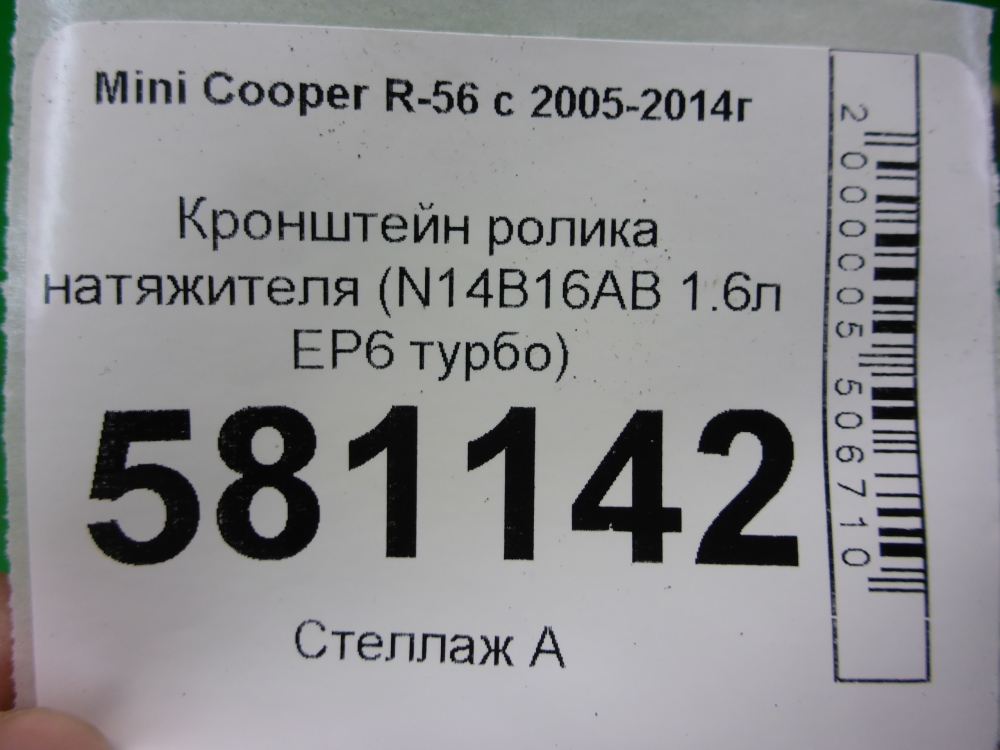 Mini Cooper R-56 с 2005-2014г
Кронштейн ролика
натяжителя (N14B16AB 1.6л
EP6 турбо)
581142
Стеллаж А
2000005506710